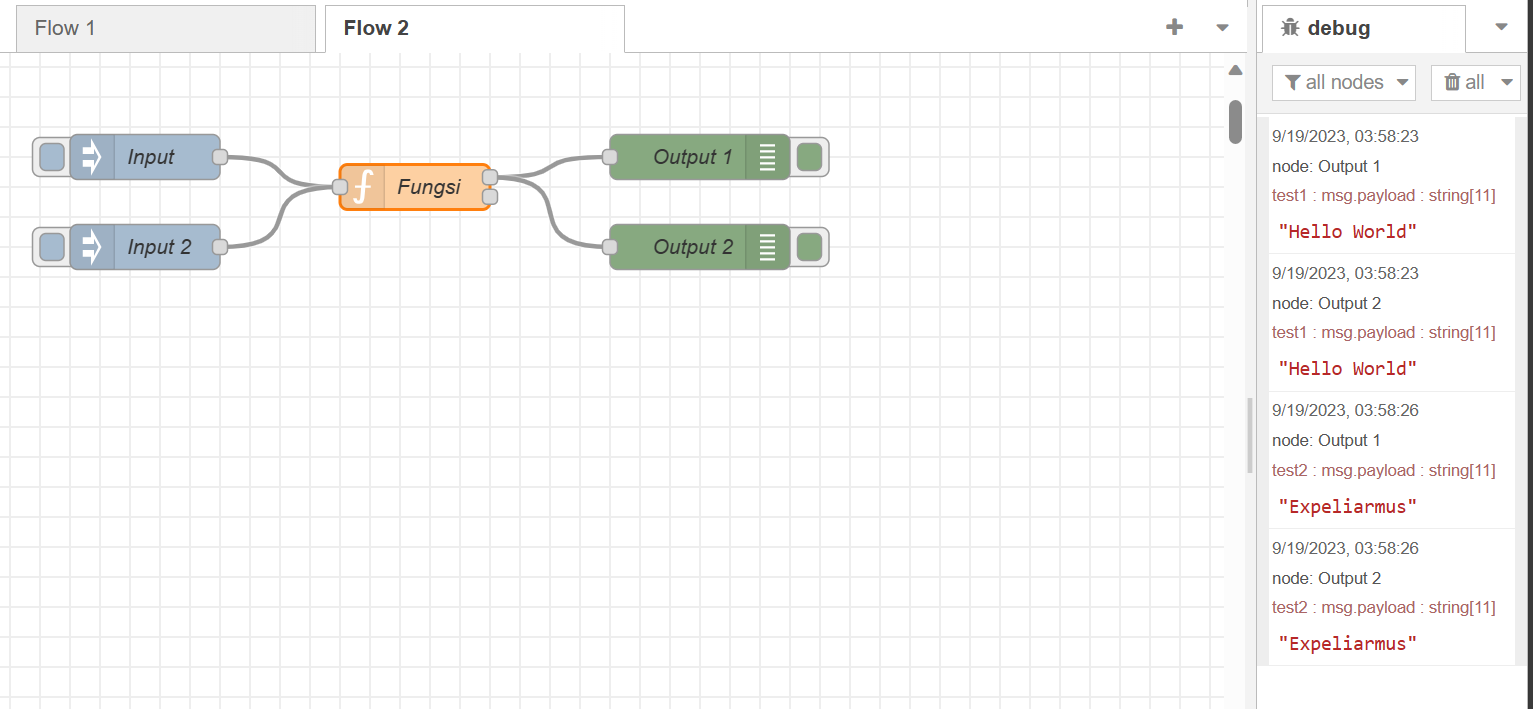 Flow 1
Flow 2
debug
all nodes
all
Input
Input 2
Fungsi
Output 1
Output 2
9/19/2023, 03:58:23
node: Output 1
test1 : msg.payload : string[11]
"Hello World"
9/19/2023, 03:58:23
node: Output 2
test1 : msg.payload : string[11]
"Hello World"
9/19/2023, 03:58:26
node: Output 1
test2 : msg.payload : string[11]
"Expeliarmus"
9/19/2023, 03:58:26
node: Output 2
test2 : msg.payload : string[11]
"Expeliarmus"